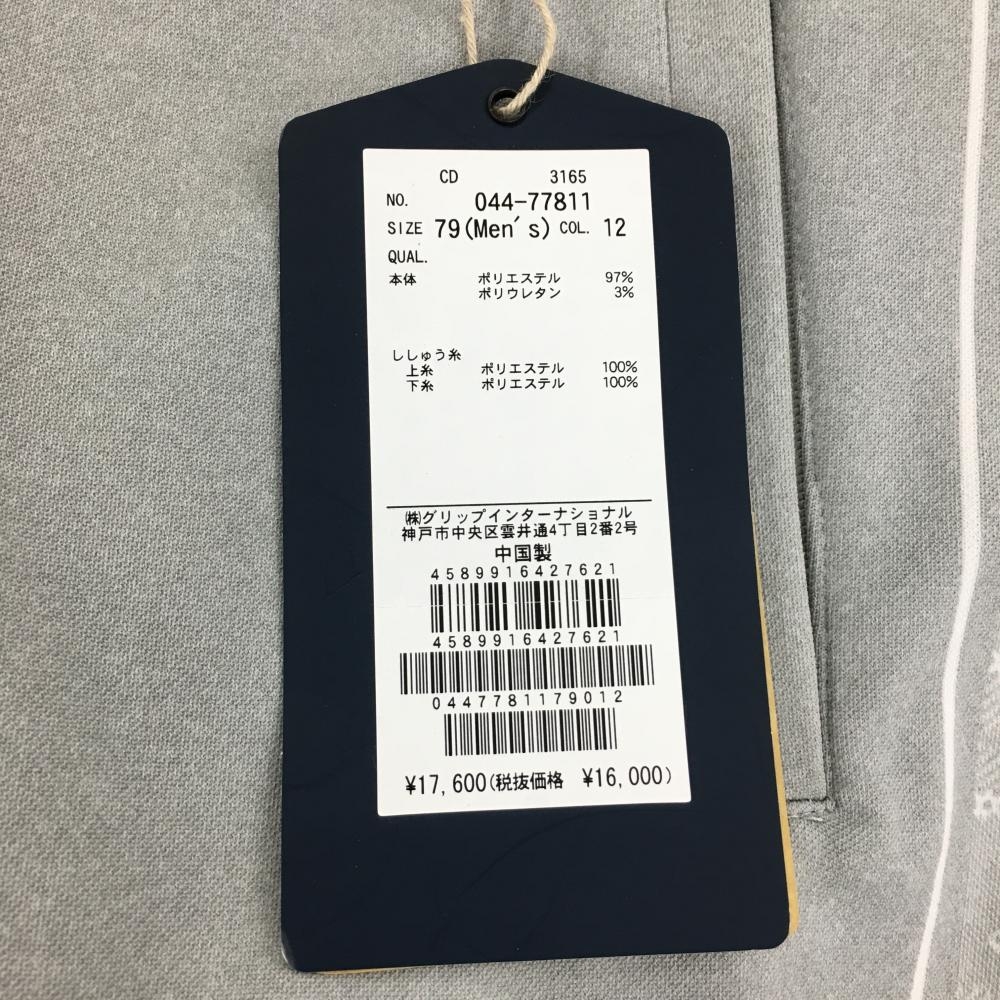 CD 3165
NO. 044-77811
SIZE 79(Men's) COL. 12
QUAL.
本体 ポリエステル 97%
ポリウレタン 3%
ししゅう糸
上糸 ポリエステル 100%
下糸 ポリエステル 100%
㈱グリップインターナショナル
神戸市中央区雲井通4丁目2番2号
中国製
4589916427621
4589916427621
0447781179012
¥17,600(税抜価格 ¥16,000)